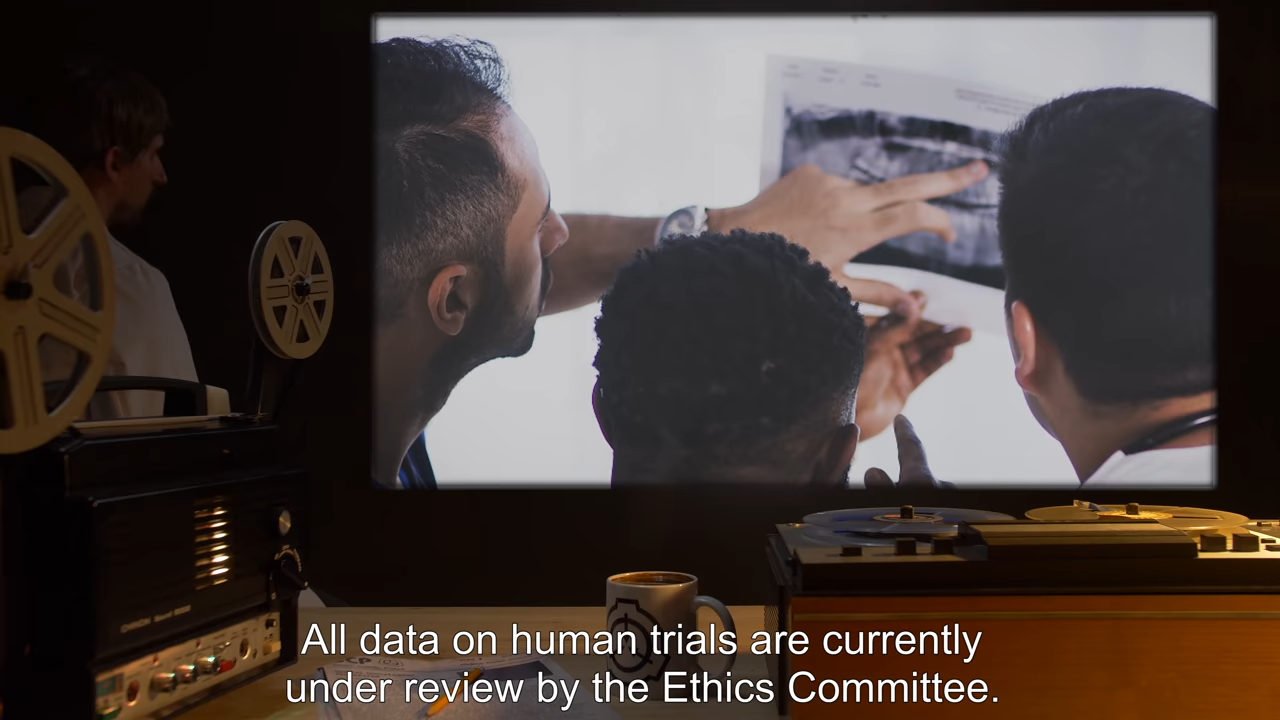 All data on human trials are currently
under review by the Ethics Committee.